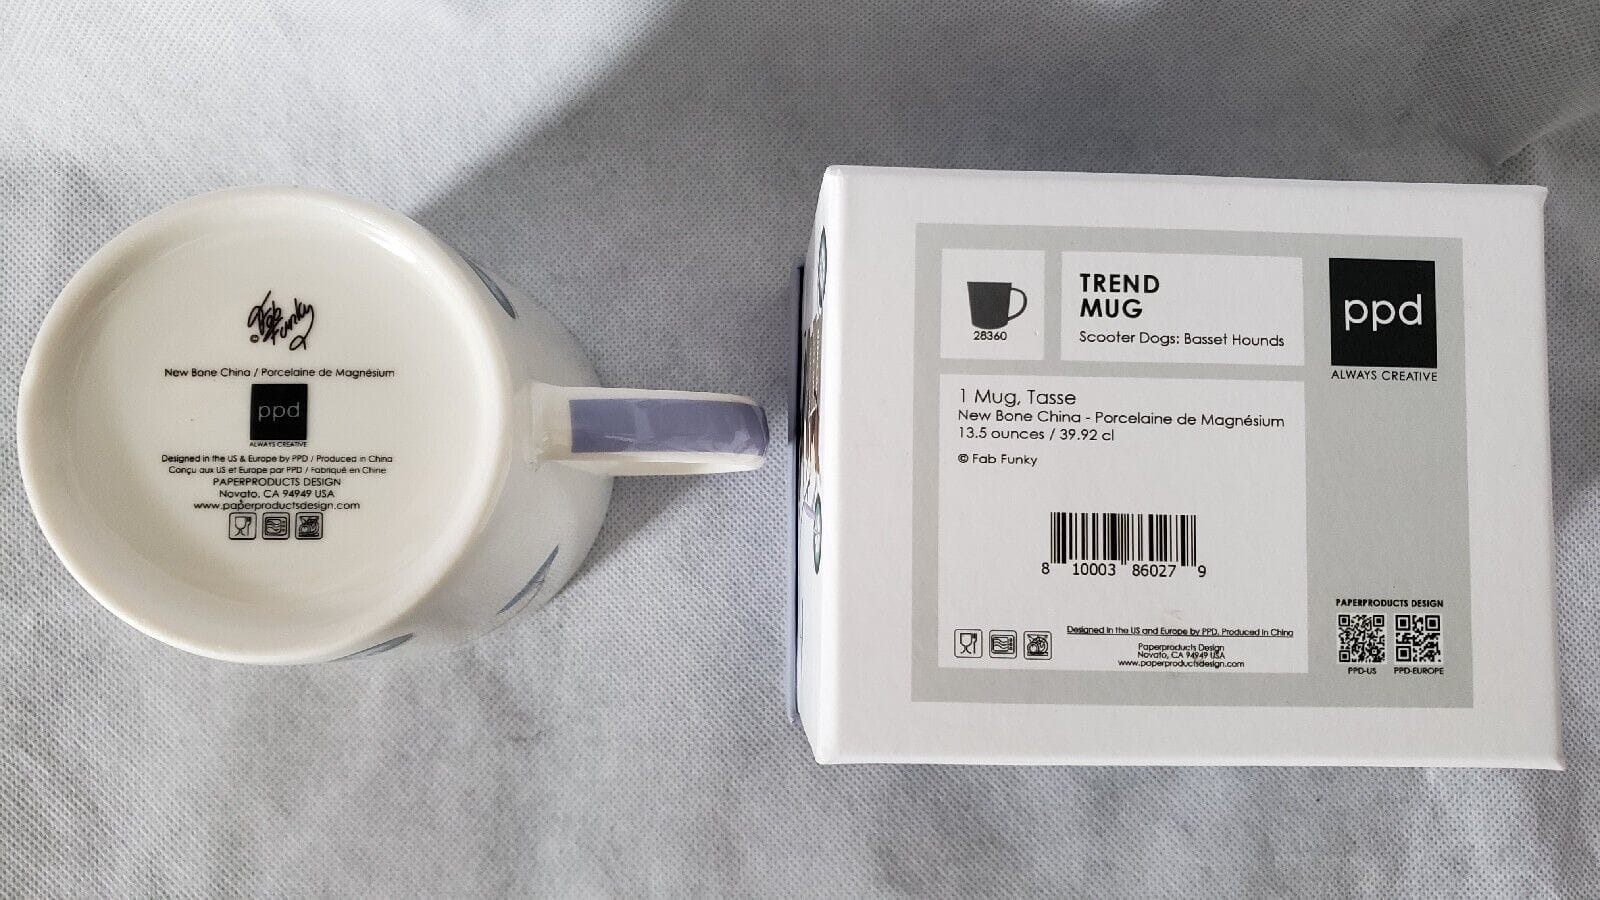 © Fab Funky
New Bone China / Porcelaine de Magnésium
ppd
ALWAYS CREATIVE
Designed in the US & Europe by PPD / Produced in China
Conçu aux US et Europe par PPD / Fabriqué en Chine
PAPERPRODUCTS DESIGN
Novato, CA 94949 USA
www.paperproductsdesign.com
28360
TREND
MUG
Scooter Dogs: Basset Hounds
ppd
ALWAYS CREATIVE
1 Mug, Tasse
New Bone China - Porcelaine de Magnésium
13.5 ounces / 39.92 cl
© Fab Funky
8 10003 86027 9
Designed in the US and Europe by PPD. Produced in China
Paperproducts Design
Novato, CA 94949 USA
www.paperproductsdesign.com
PAPERPRODUCTS DESIGN
PPD-US PPD-EUROPE